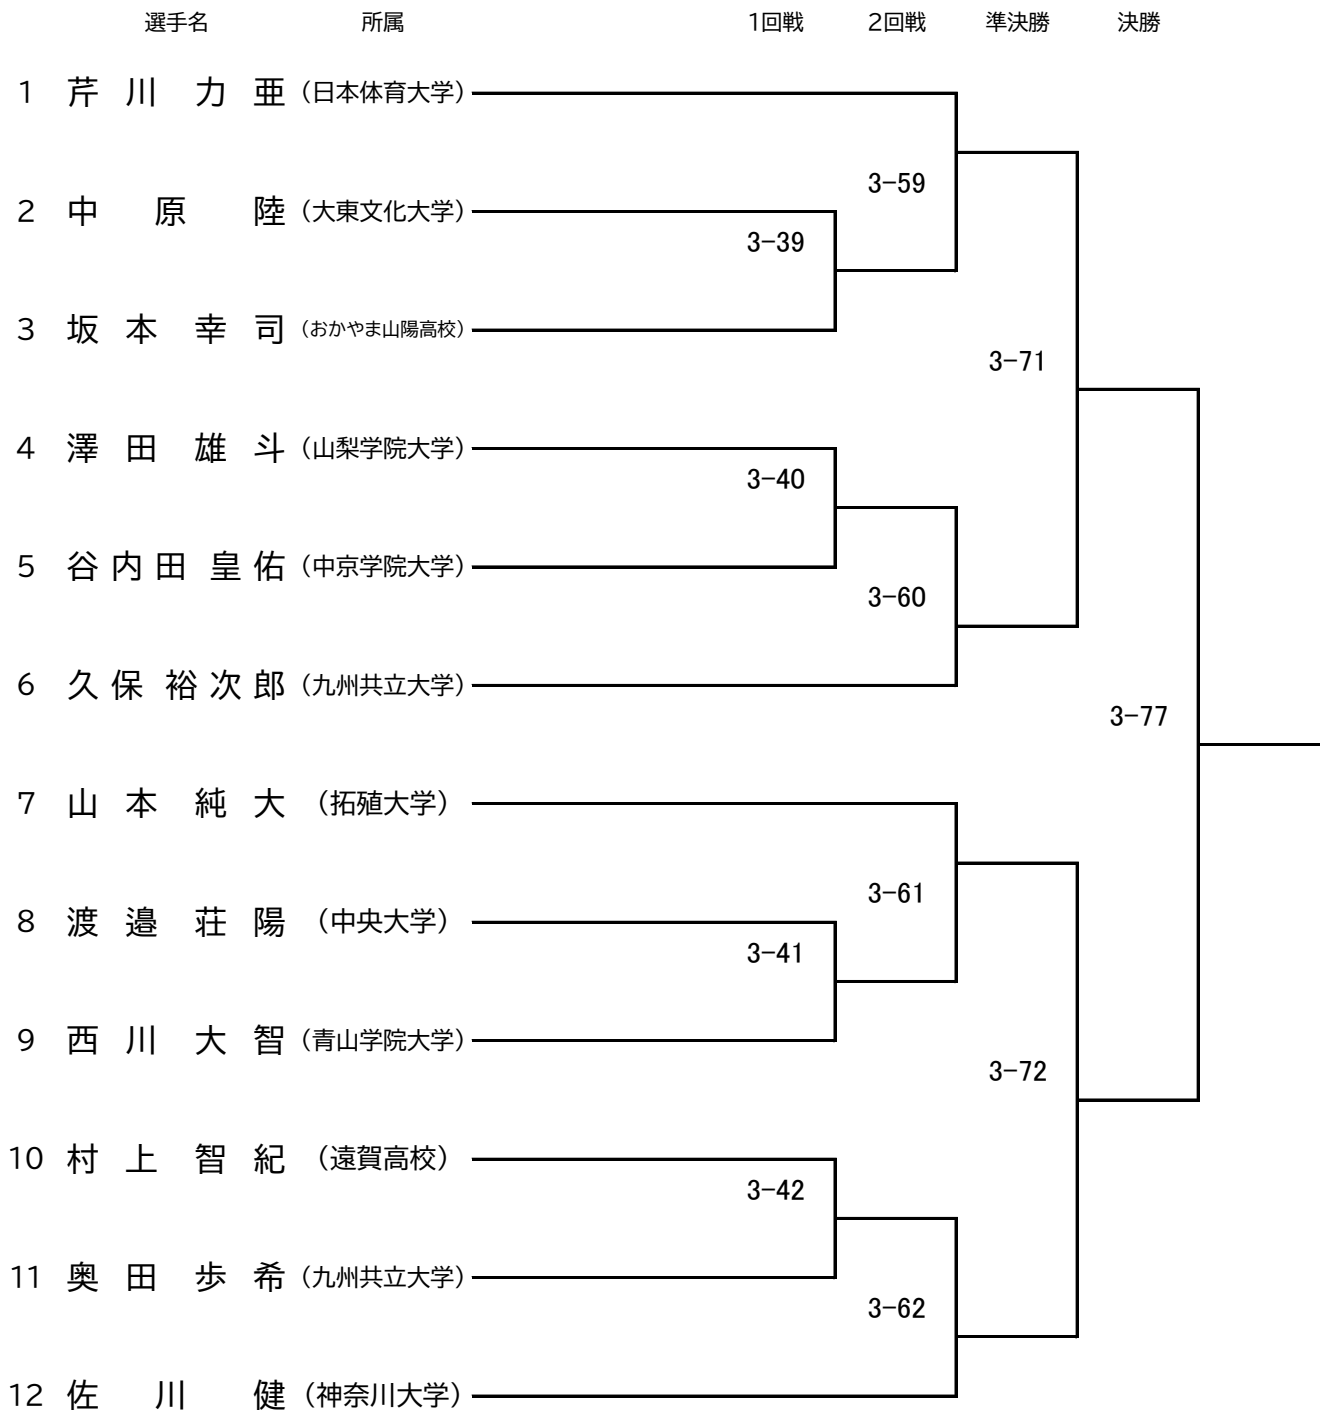 選手名 所属 1回戦 2回戦 準決勝 決勝
1 芹川 力亜 (日本体育大学)
3-59
2 中原 陸 (大東文化大学)
3-39
3 坂本 幸司 (おかやま山陽高校)
3-71
4 澤田 雄斗 (山梨学院大学)
3-40
5 谷内田 皇佑 (中京学院大学)
3-60
6 久保 裕次郎 (九州共立大学)
3-77
7 山本 純大 (拓殖大学)
3-61
8 渡邉 荘陽 (中央大学)
3-41
9 西川 大智 (青山学院大学)
3-72
10 村上 智紀 (遠賀高校)
3-42
11 奥田 歩希 (九州共立大学)
3-62
12 佐川 健 (神奈川大学)